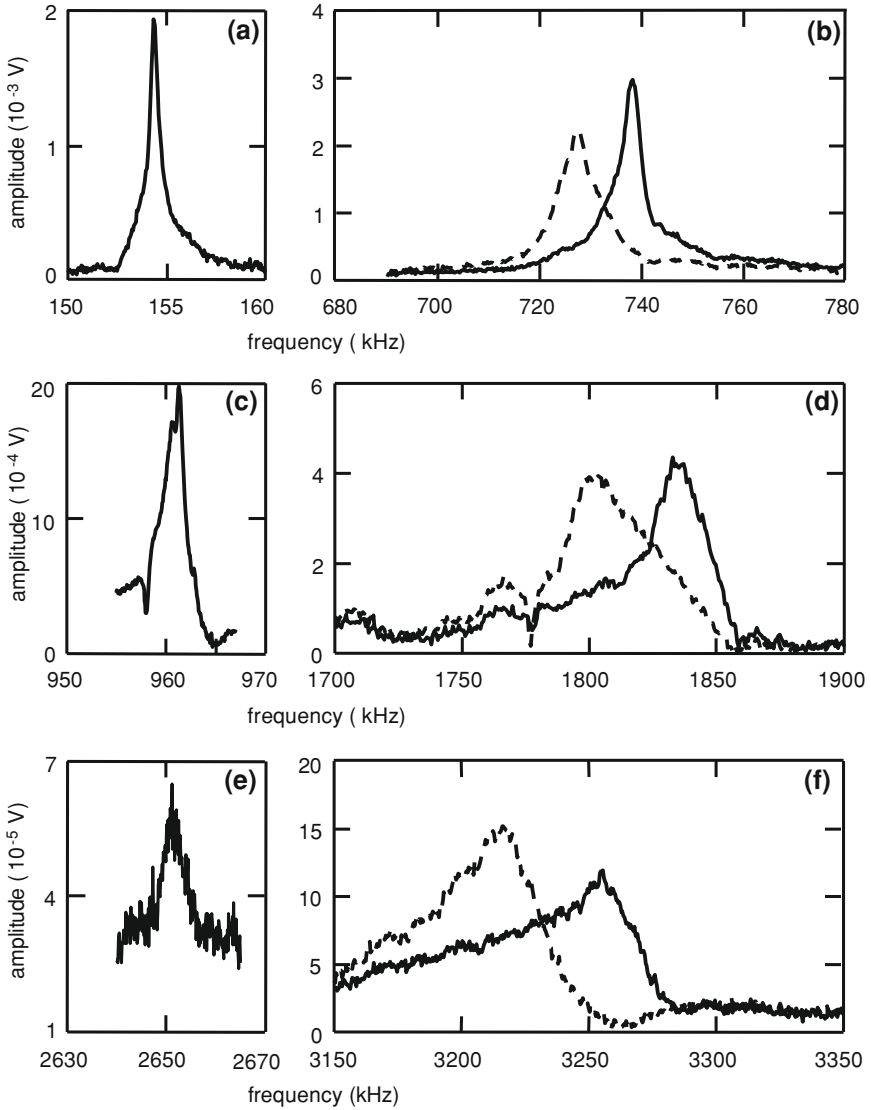 2 (a) 4 (b)
amplitude (10 -3 V)
3
1 2
1
0 0
150 155 160 680 700 720 740 760 780
frequency ( kHz)
20 (c) 6 (d)
amplitude ( 10 -4 V)
4
10
2
0 0
950 960 970 1700 1750 1800 1850 1900
frequency ( kHz)
7 (e) 20 (f)
amplitude ( 10 -5 V)
15
4 10
5
1 0
2630 2650 2670 3150 3200 3250 3300 3350
frequency (kHz)